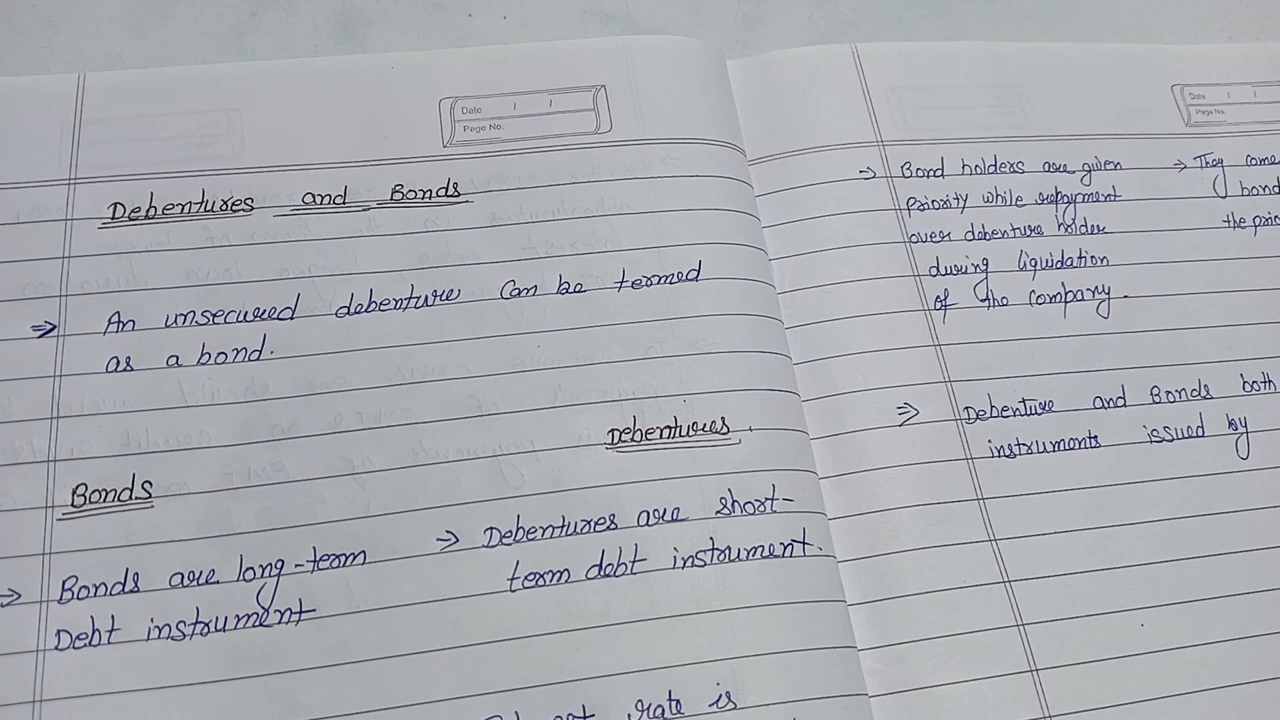 Date / /
Page No.
Debentures and Bonds
⇒ An unsecured debenture can be termed
as a bond.
Bonds
→ Bonds are long-term
Debt instrument
Debentures.
→ Debentures are short-
term debt instrument.
rate is
Date / /
Page No.
→ Bond holders are given
priority while repayment
over debenture holder
during liquidation
of the company.
→ They come
bond
the
⇒ Debenture and Bonds both
instruments issued by